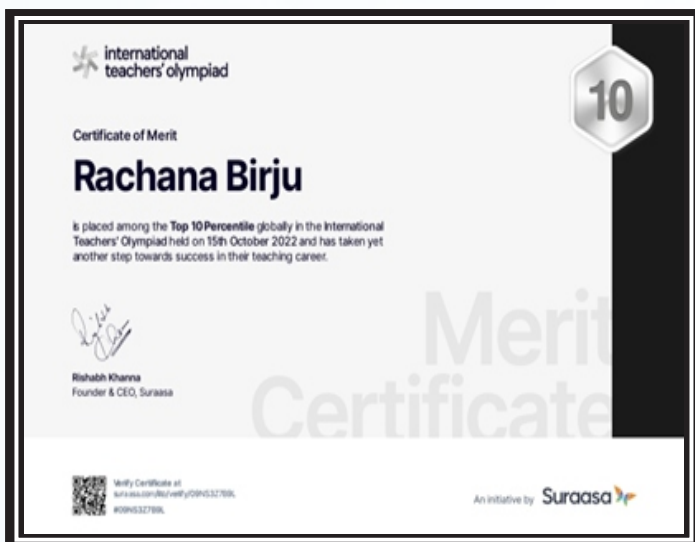 international
teachers' olympiad
10
Certificate of Merit
Rachana Birju
is placed among the Top 10 Percentile globally in the International
Teachers' Olympiad held on 15th October 2022 and has taken yet
another step towards success in their teaching career.
Rishabh Khanna
Founder & CEO, Suraasa
Merit
Certificate
Verify Certificate at
An initiative by Suraasa